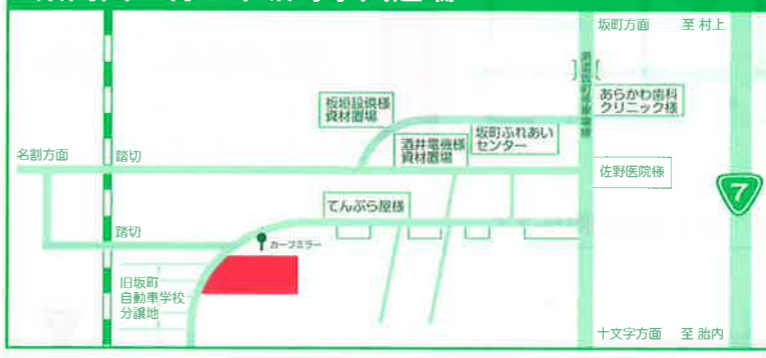 坂町方面 至 村上
あらかわ歯科
クリニック様
板垣設備様
資材置場
坂町ふれあい
センター
酒井電機様
資材置場
名割方面
踏切
佐野医院様
7
てんぷら屋様
踏切
カーブミラー
旧坂町
自動車学校
分譲地
十文字方面 至 胎内